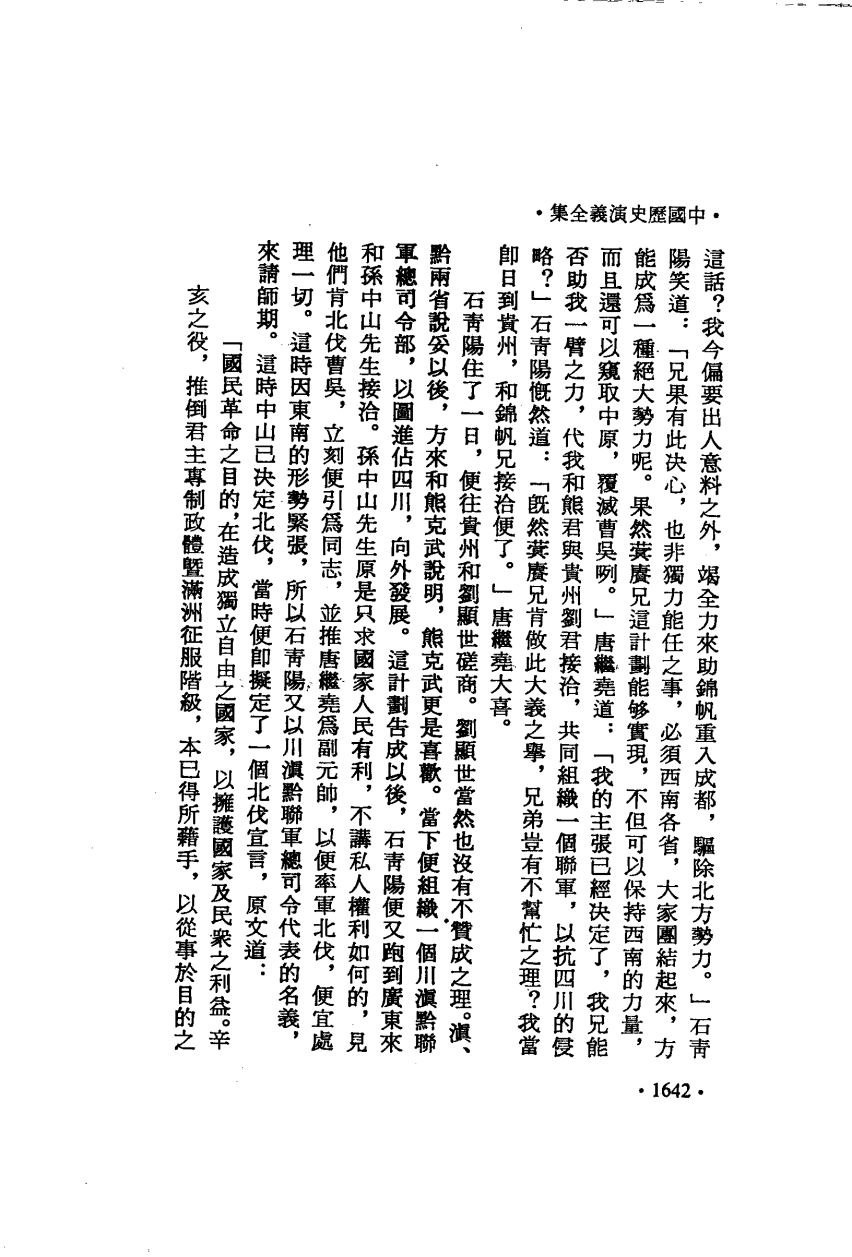 •中國歷史演義全集•
這話？我今偏要出人意料之外，竭全力來助錦帆重入成都，驅除北方勢力。」石青
陽笑道：「兄果有此決心，也非獨力能任之事，必須西南各省，大家團結起來，方
能成爲一種絕大勢力呢。果然蓂賡兄這計劃能够實現，不但可以保持西南的力量，
而且還可以窺取中原，覆滅曹吳咧。」唐繼堯道：「我的主張已經決定了，我兄能
否助我一臂之力，代我和熊君與貴州劉君接洽，共同組織一個聯軍，以抗四川的侵
略？」石青陽慨然道：「旣然蓂賡兄肯做此大義之舉，兄弟豈有不幫忙之理？我當
卽日到貴州，和錦帆兄接洽便了。」唐繼堯大喜。
石青陽住了一日，便往貴州和劉顯世磋商。劉顯世當然也沒有不贊成之理。滇、
黔兩省說妥以後，方來和熊克武說明，熊克武更是喜歡。當下便組織一個川滇黔聯
軍總司令部，以圖進佔四川，向外發展。這計劃告成以後，石青陽便又跑到廣東來
和孫中山先生接洽。孫中山先生原是只求國家人民有利，不講私人權利如何的，見
他們肯北伐曹吳，立刻便引爲同志，並推唐繼堯爲副元帥，以便率軍北伐，便宜處
理一切。這時因東南的形勢緊張，所以石青陽又以川滇黔聯軍總司令代表的名義，
來請師期。這時中山已決定北伐，當時便卽擬定了一個北伐宣言，原文道：
「國民革命之目的，在造成獨立自由之國家，以擁護國家及民衆之利益。辛
亥之役，推倒君主專制政體暨滿洲征服階級，本已得所藉手，以從事於目的之
•1642•